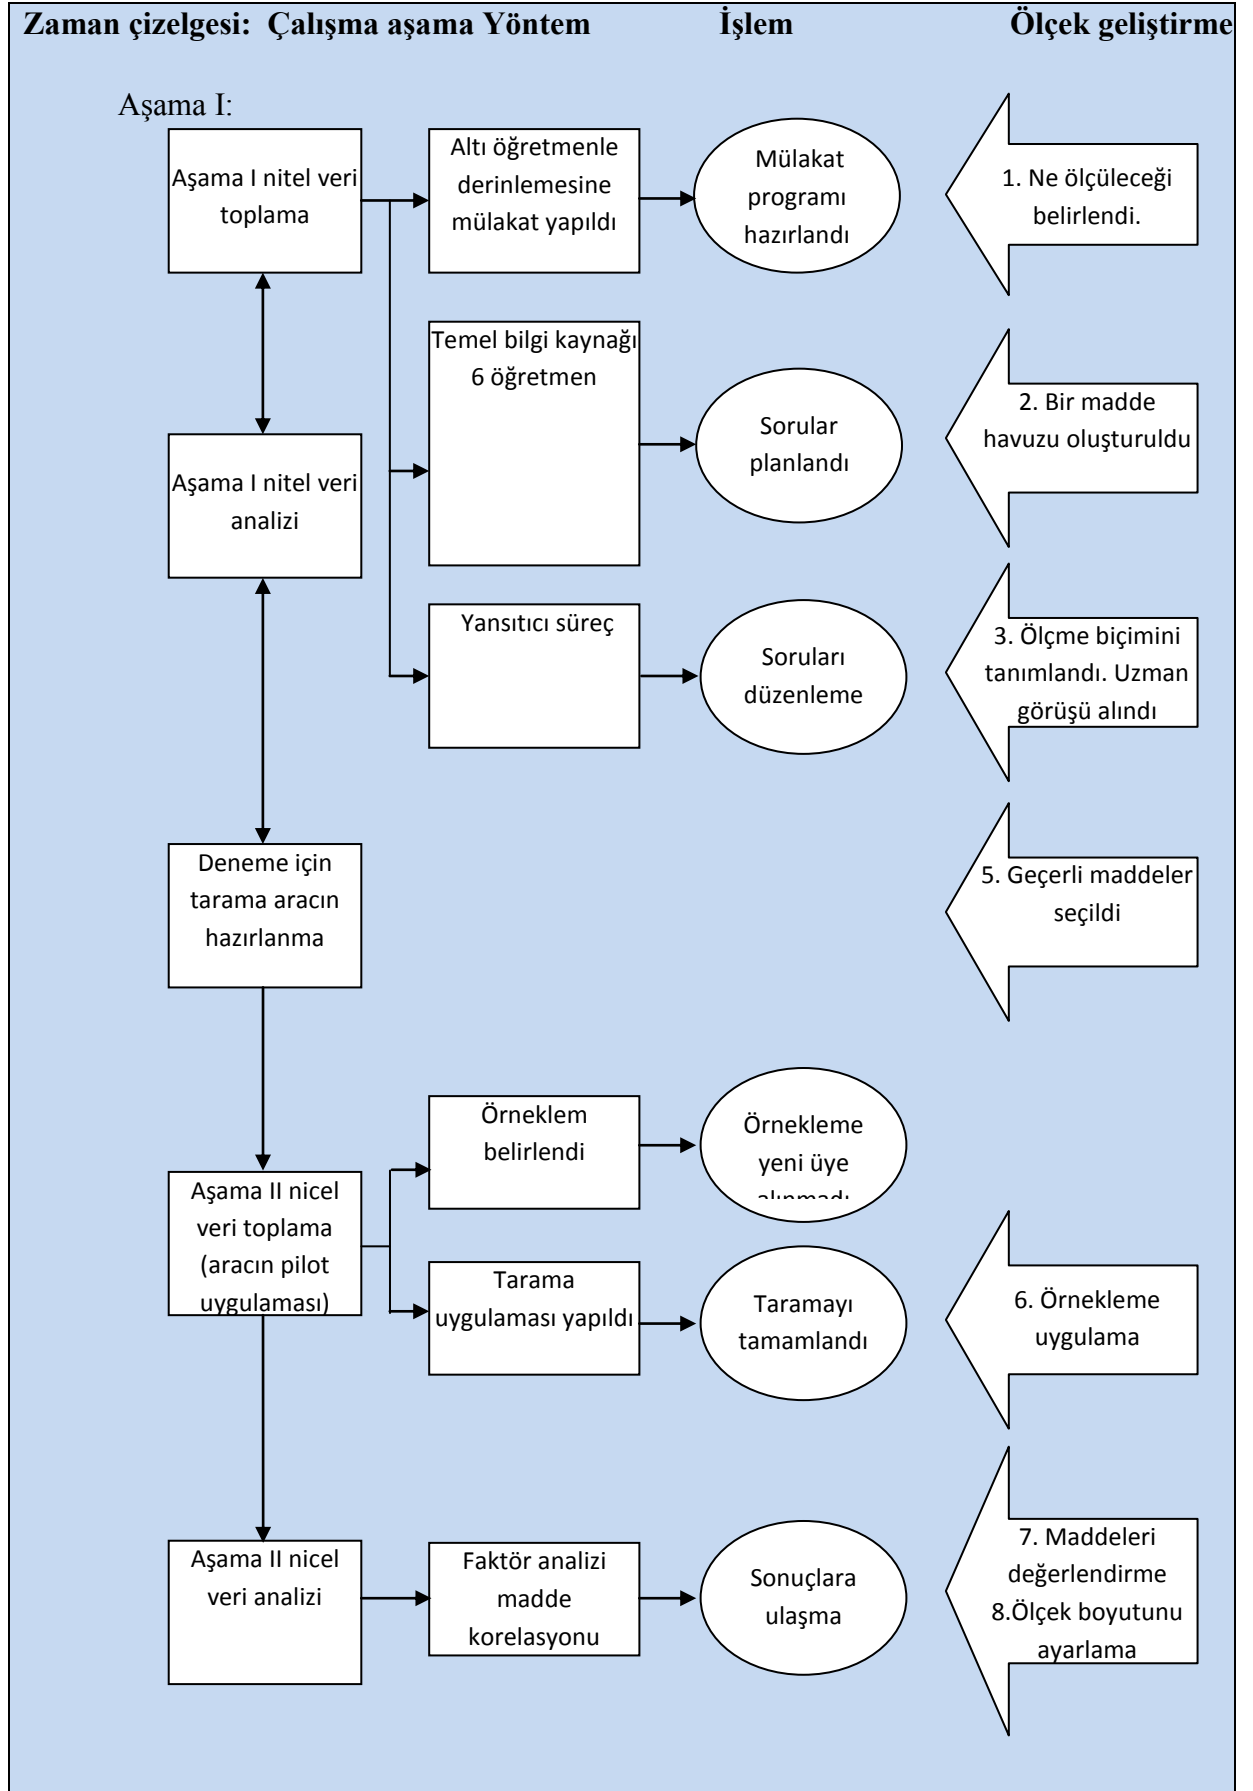 Zaman çizelgesi: Çalışma aşama Yöntem İşlem Ölçek geliştirme
Aşama I:
Aşama I nitel veri
toplama
Altı öğretmenle
derinlemesine
mülakat yapıldı
Mülakat
programı
hazırlandı
1. Ne ölçüleceği
belirlendi.
Temel bilgi kaynağı
6 öğretmen
Sorular
planlandı
2. Bir madde
havuzu oluşturuldu
Aşama I nitel veri
analizi
Yansıtıcı süreç
Soruları
düzenleme
3. Ölçme biçimini
tanımlandı. Uzman
görüşü alındı
Deneme için
tarama aracın
hazırlanma
5. Geçerli maddeler
seçildi
Örneklem
belirlendi
Örnekleme
yeni üye
alınmadı
Aşama II nicel
veri toplama
(aracın pilot
uygulaması)
Tarama
uygulaması yapıldı
Taramayı
tamamlandı
6. Örnekleme
uygulama
Aşama II nicel
veri analizi
Faktör analizi
madde
korelasyonu
Sonuçlara
ulaşma
7. Maddeleri
değerlendirme
8.Ölçek boyutunu
ayarlama